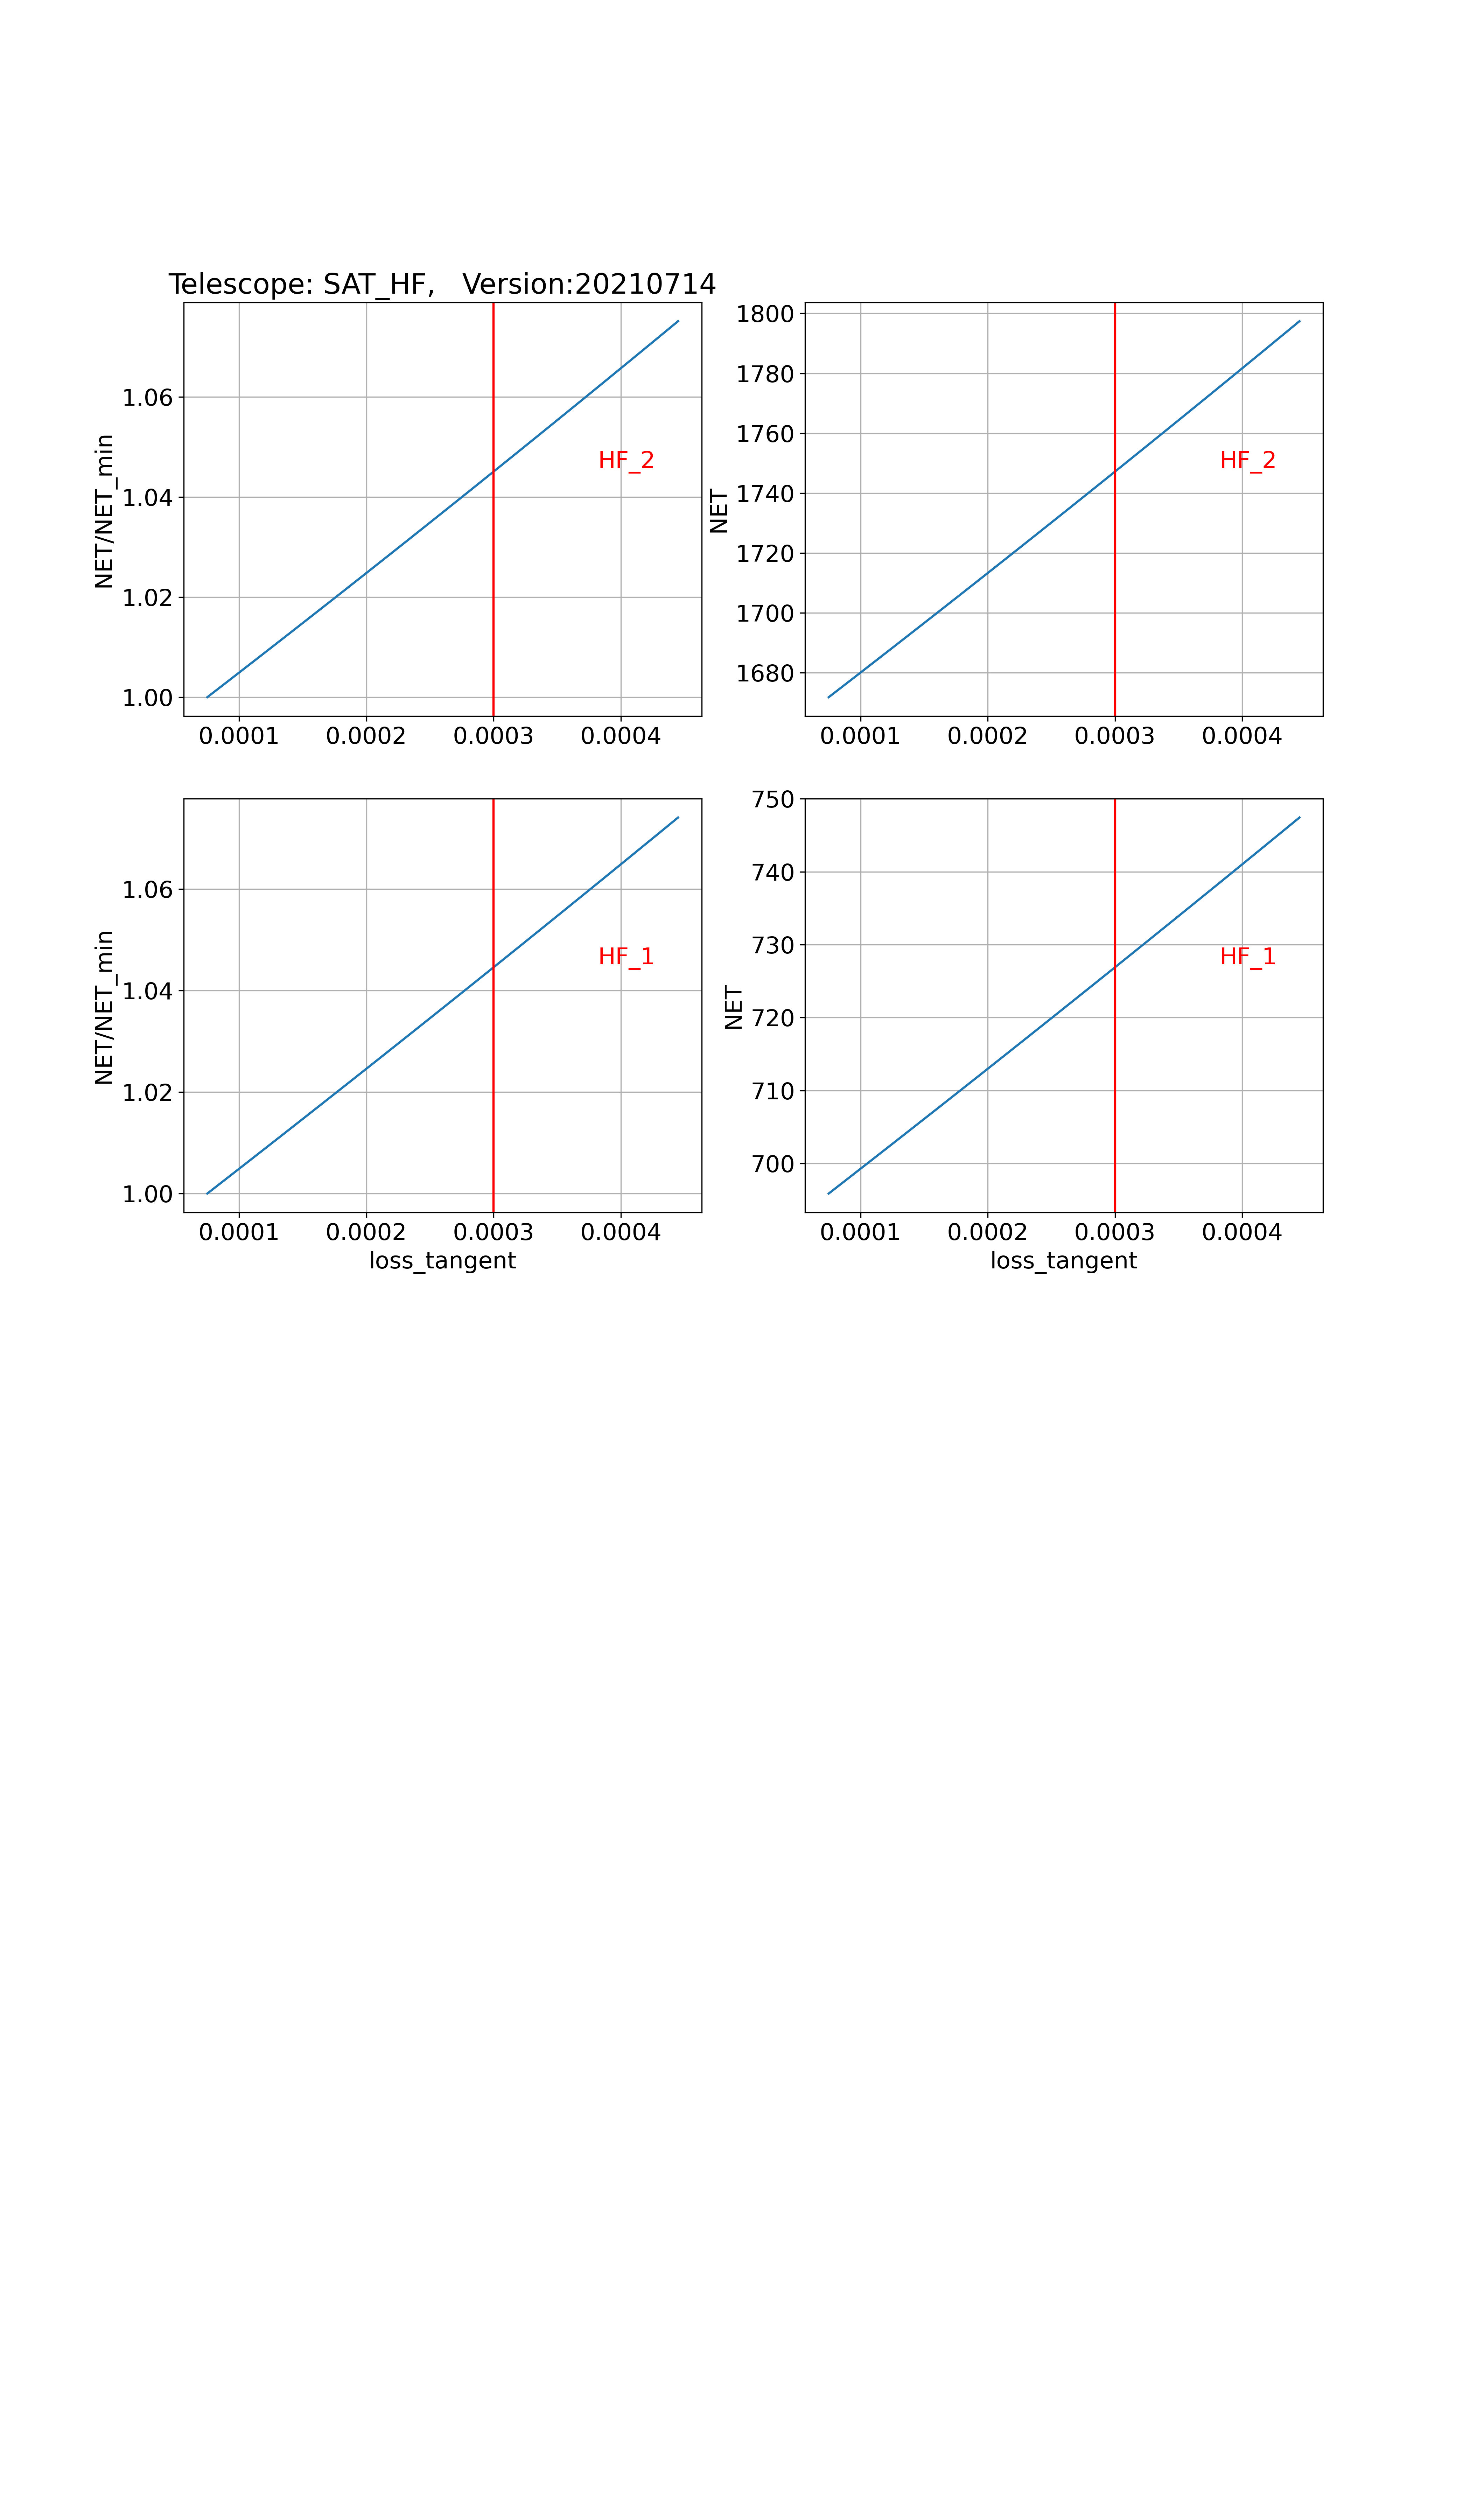 Telescope: SAT_HF,   Version:20210714
NET/NET_min
1.06
1.04
1.02
1.00
HF_2
0.0001 0.0002 0.0003 0.0004
NET
1800
1780
1760
1740
1720
1700
1680
HF_2
0.0001 0.0002 0.0003 0.0004
NET/NET_min
1.06
1.04
1.02
1.00
HF_1
0.0001 0.0002 0.0003 0.0004
loss_tangent
NET
750
740
730
720
710
700
HF_1
0.0001 0.0002 0.0003 0.0004
loss_tangent